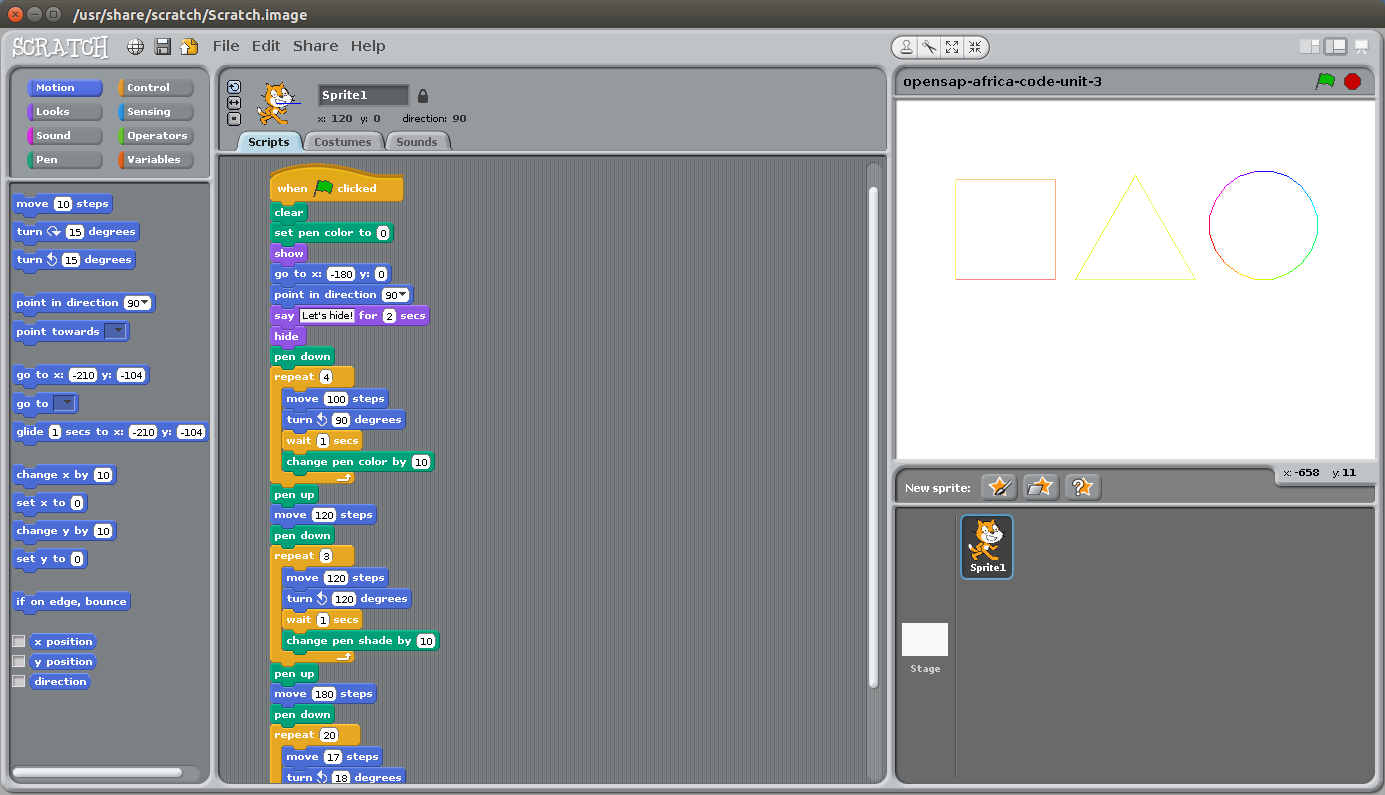 /usr/share/scratch/Scratch.image
SCRATCH File Edit Share Help
Motion Control
Looks Sensing
Sound Operators
Pen Variables
move 10 steps
turn 15 degrees
turn 15 degrees
point in direction 90
point towards
go to x: -210 y: -104
go to
glide 1 secs to x: -210 y: -104
change x by 10
set x to 0
change y by 10
set y to 0
if on edge, bounce
x position
y position
direction
Sprite1
x: 120 y: 0 direction: 90
Scripts Costumes Sounds
when clicked
clear
set pen color to 0
show
go to x: -180 y: 0
point in direction 90
say Let's hide! for 2 secs
hide
pen down
repeat 4
move 100 steps
turn 90 degrees
wait 1 secs
change pen color by 10
pen up
move 120 steps
pen down
repeat 3
move 120 steps
turn 120 degrees
wait 1 secs
change pen shade by 10
pen up
move 180 steps
pen down
repeat 20
move 17 steps
turn 18 degrees
opensap-africa-code-unit-3
x: -658 y: 11
New sprite:
Sprite1
Stage